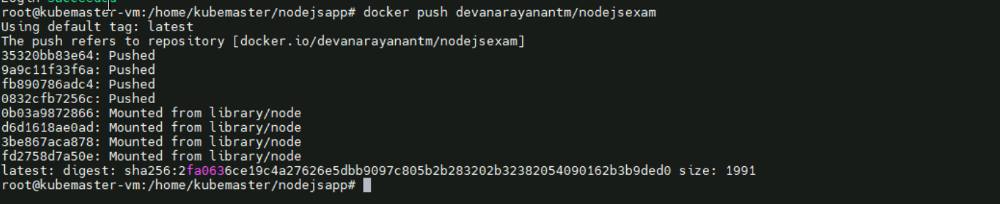 Login Succeeded
root@kubemaster-vm:/home/kubemaster/nodejsapp# docker push devanarayanantm/nodejsexam
Using default tag: latest
The push refers to repository [docker.io/devanarayanantm/nodejsexam]
35320bb83e64: Pushed
9a9c11f33f6a: Pushed
fb890786adc4: Pushed
0832cfb7256c: Pushed
0b03a9872866: Mounted from library/node
d6d1618ae0ad: Mounted from library/node
3be867aca878: Mounted from library/node
fd2758d7a50e: Mounted from library/node
latest: digest: sha256:2fa0636ce19c4a27626e5dbb9097c805b2b283202b32382054090162b3b9ded0 size: 1991
root@kubemaster-vm:/home/kubemaster/nodejsapp#